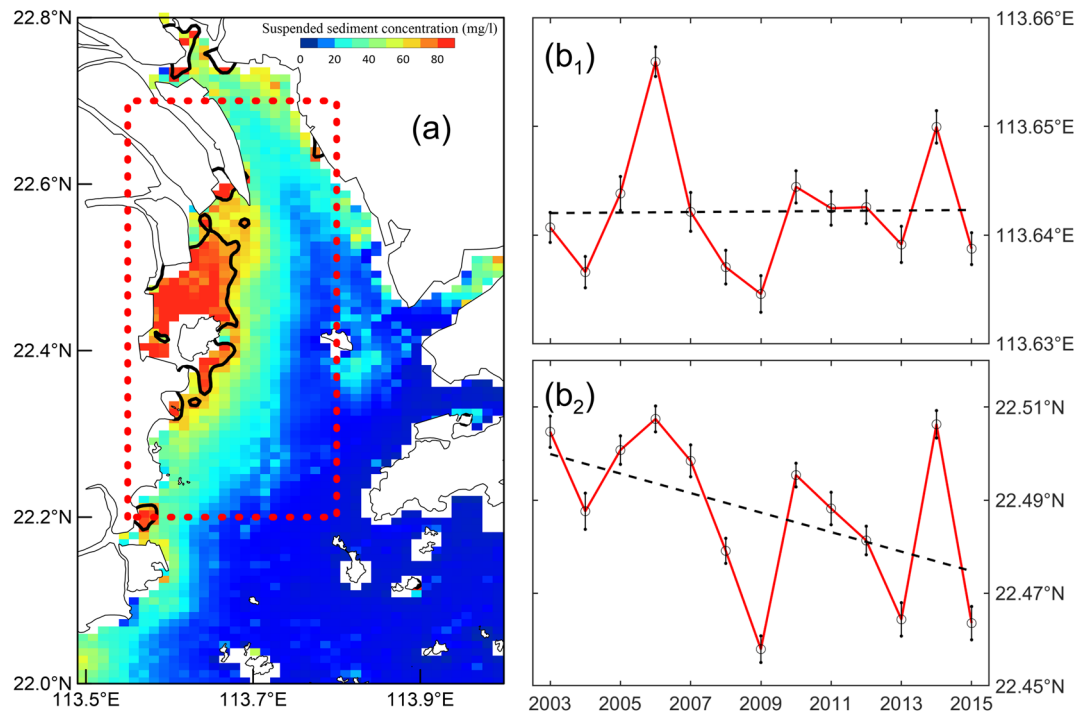 22.8°N
Suspended sediment concentration (mg/l)
0 20 40 60 80
(a)
22.6°N
22.4°N
22.2°N
22.0°N
113.5°E 113.7°E 113.9°E
(b1)
113.66°E
113.65°E
113.64°E
113.63°E
(b2)
22.51°N
22.49°N
22.47°N
22.45°N
2003 2005 2007 2009 2011 2013 2015